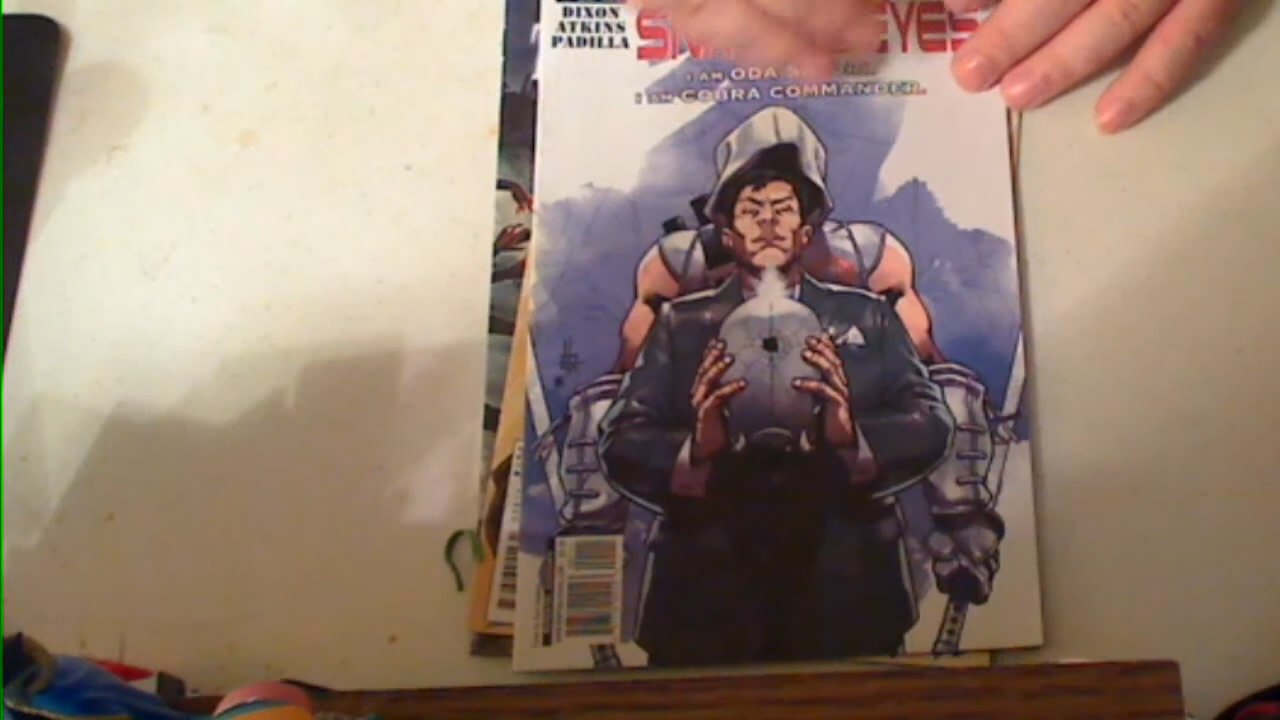 DIXON
ATKINS
PADILLA
EYES
I AM ODA
I AM COBRA COMMANDER.